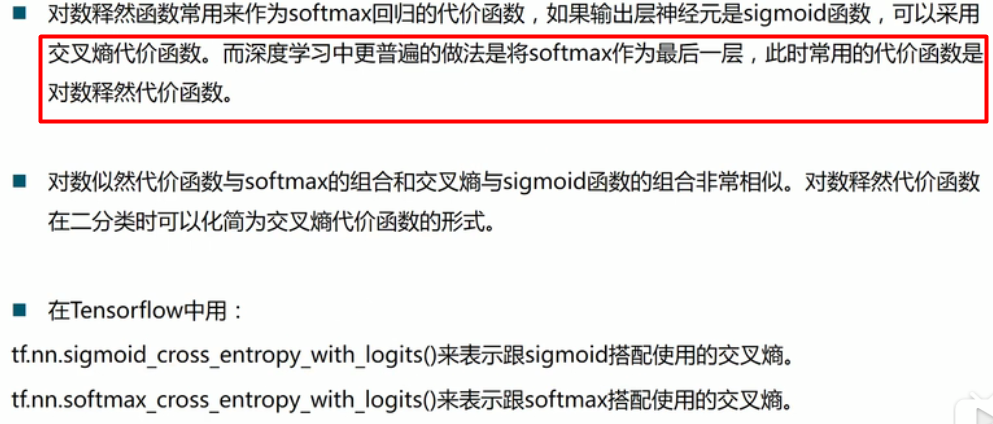 对数释然函数常用来作为softmax回归的代价函数，如果输出层神经元是sigmoid函数，可以采用
交叉熵代价函数。而深度学习中更普遍的做法是将softmax作为最后一层，此时常用的代价函数是
对数释然代价函数。
对数似然代价函数与softmax的组合和交叉熵与sigmoid函数的组合非常相似。对数释然代价函数
在二分类时可以化简为交叉熵代价函数的形式。
在Tensorflow中用：
tf.nn.sigmoid_cross_entropy_with_logits()来表示跟sigmoid搭配使用的交叉熵。
tf.nn.softmax_cross_entropy_with_logits()来表示跟softmax搭配使用的交叉熵。